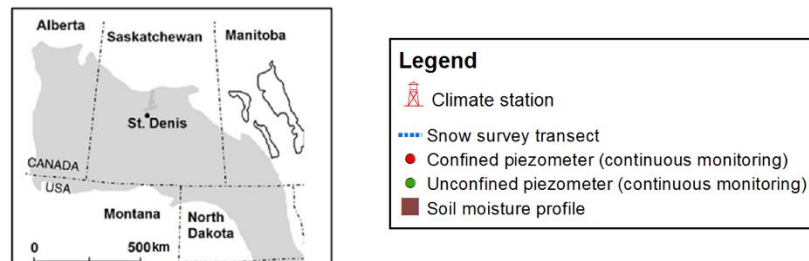 Alberta
Saskatchewan
Manitoba
St. Denis
CANADA
USA
Montana
North
Dakota
0 500km
Legend
Climate station
Snow survey transect
Confined piezometer (continuous monitoring)
Unconfined piezometer (continuous monitoring)
Soil moisture profile